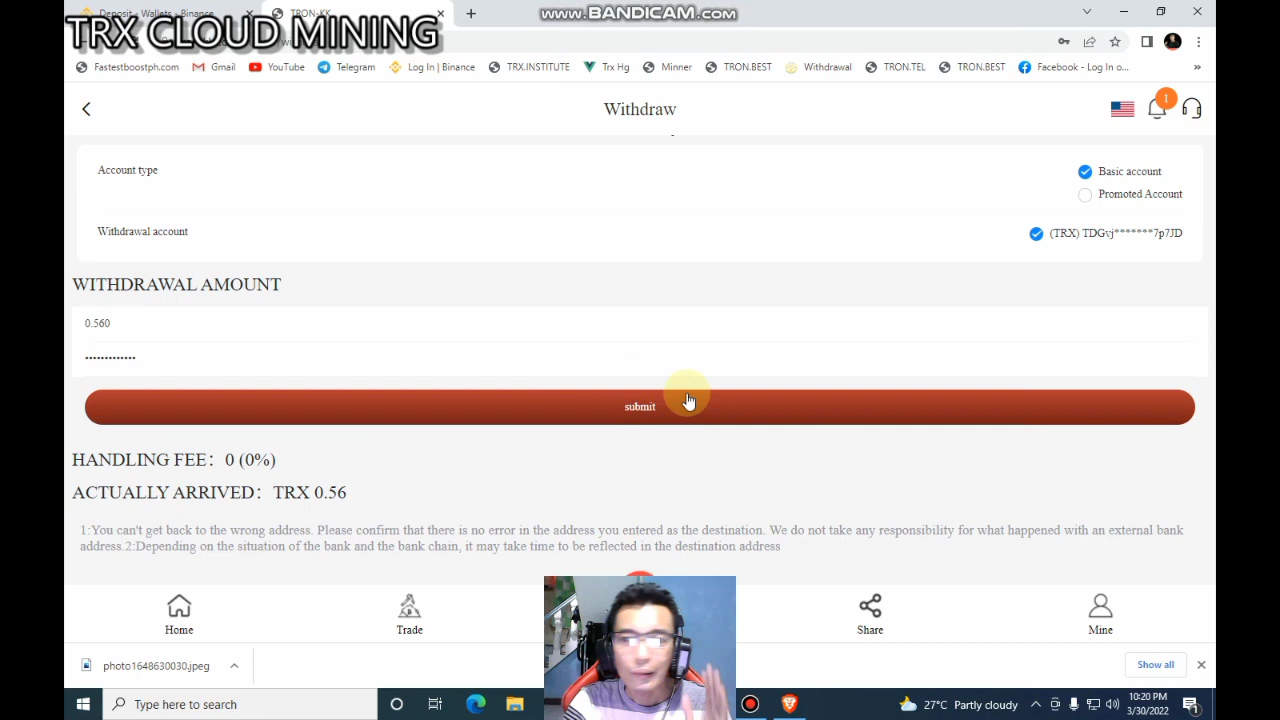 Deposit - Wallets - Binance
TRON-KK
www.BANDICAM.com
TRX CLOUD MINING
Fastestboostph.com
Gmail
YouTube
Telegram
Log In | Binance
TRX.INSTITUTE
Trx Hg
Minner
TRON.BEST
Withdrawal
TRON.TEL
TRON.BEST
Facebook - Log In o...
Withdraw
1
Account type
Basic account
Promoted Account
Withdrawal account
(TRX) TDGvj*******7p7JD
WITHDRAWAL AMOUNT
0.560
•••••••••••••
submit
HANDLING FEE: 0 (0%)
ACTUALLY ARRIVED: TRX 0.56
1:You can't get back to the wrong address. Please confirm that there is no error in the address you entered as the destination. We do not take any responsibility for what happened with an external bank
address.2:Depending on the situation of the bank and the bank chain, it may take time to be reflected in the destination address
Home
Trade
Share
Mine
photo1648630030.jpeg
Show all
Type here to search
27°C Partly cloudy
10:20 PM
3/30/2022